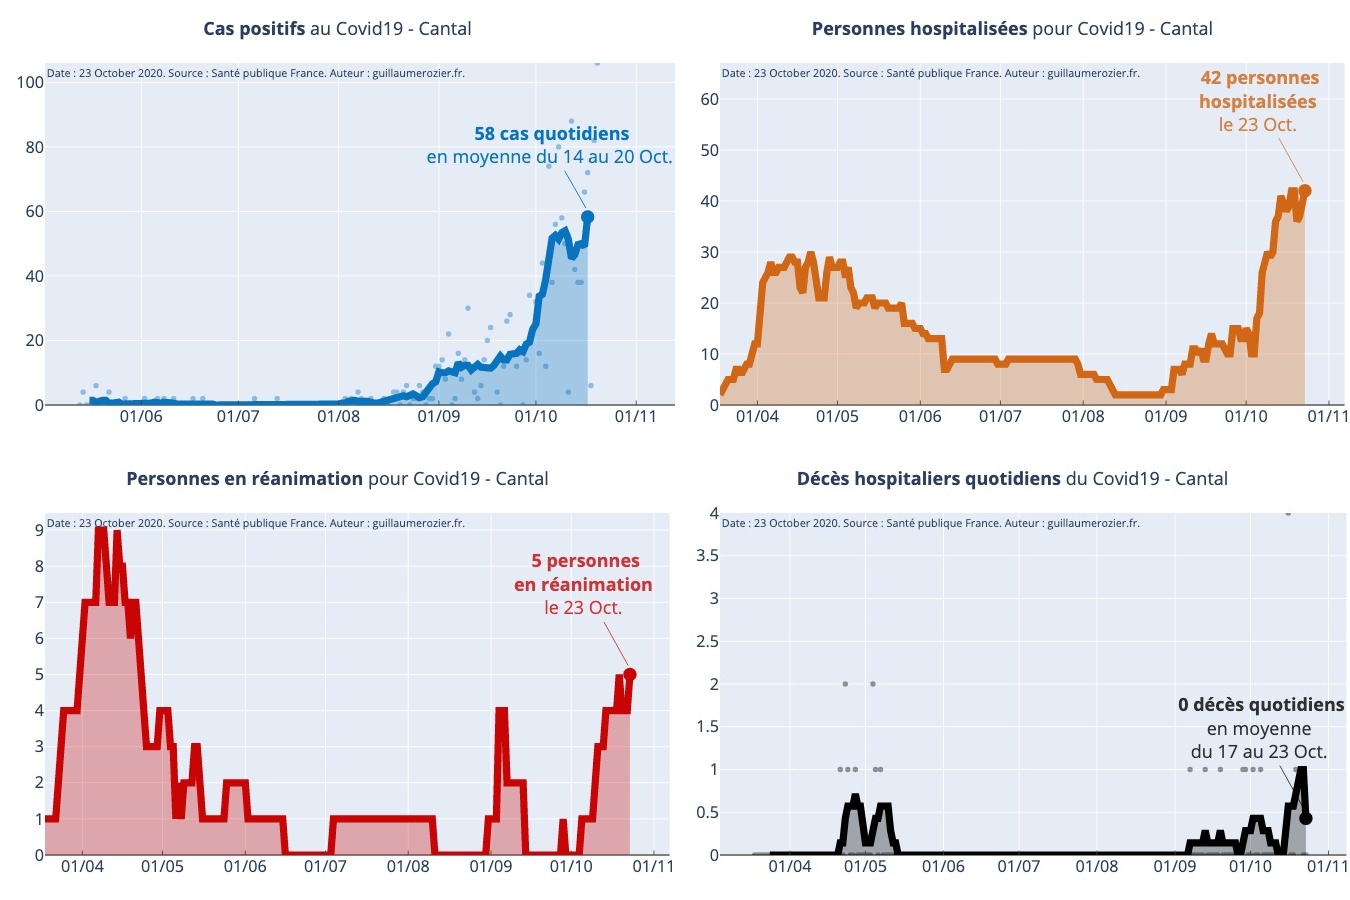 Cas positifs au Covid19 - Cantal
Date : 23 October 2020. Source : Santé publique France. Auteur : guillaumerozier.fr.
100
80
60
40
20
0
58 cas quotidiens
en moyenne du 14 au 20 Oct.
01/06 01/07 01/08 01/09 01/10 01/11
Personnes hospitalisées pour Covid19 - Cantal
Date : 23 October 2020. Source : Santé publique France. Auteur : guillaumerozier.fr.
60
50
40
30
20
10
0
42 personnes
hospitalisées
le 23 Oct.
01/04 01/05 01/06 01/07 01/08 01/09 01/10 01/11
Personnes en réanimation pour Covid19 - Cantal
Date : 23 October 2020. Source : Santé publique France. Auteur : guillaumerozier.fr.
9
8
7
6
5
4
3
2
1
0
5 personnes
en réanimation
le 23 Oct.
01/04 01/05 01/06 01/07 01/08 01/09 01/10 01/11
Décès hospitaliers quotidiens du Covid19 - Cantal
Date : 23 October 2020. Source : Santé publique France. Auteur : guillaumerozier.fr.
4
3.5
3
2.5
2
1.5
1
0.5
0
0 décès quotidiens
en moyenne
du 17 au 23 Oct.
01/04 01/05 01/06 01/07 01/08 01/09 01/10 01/11